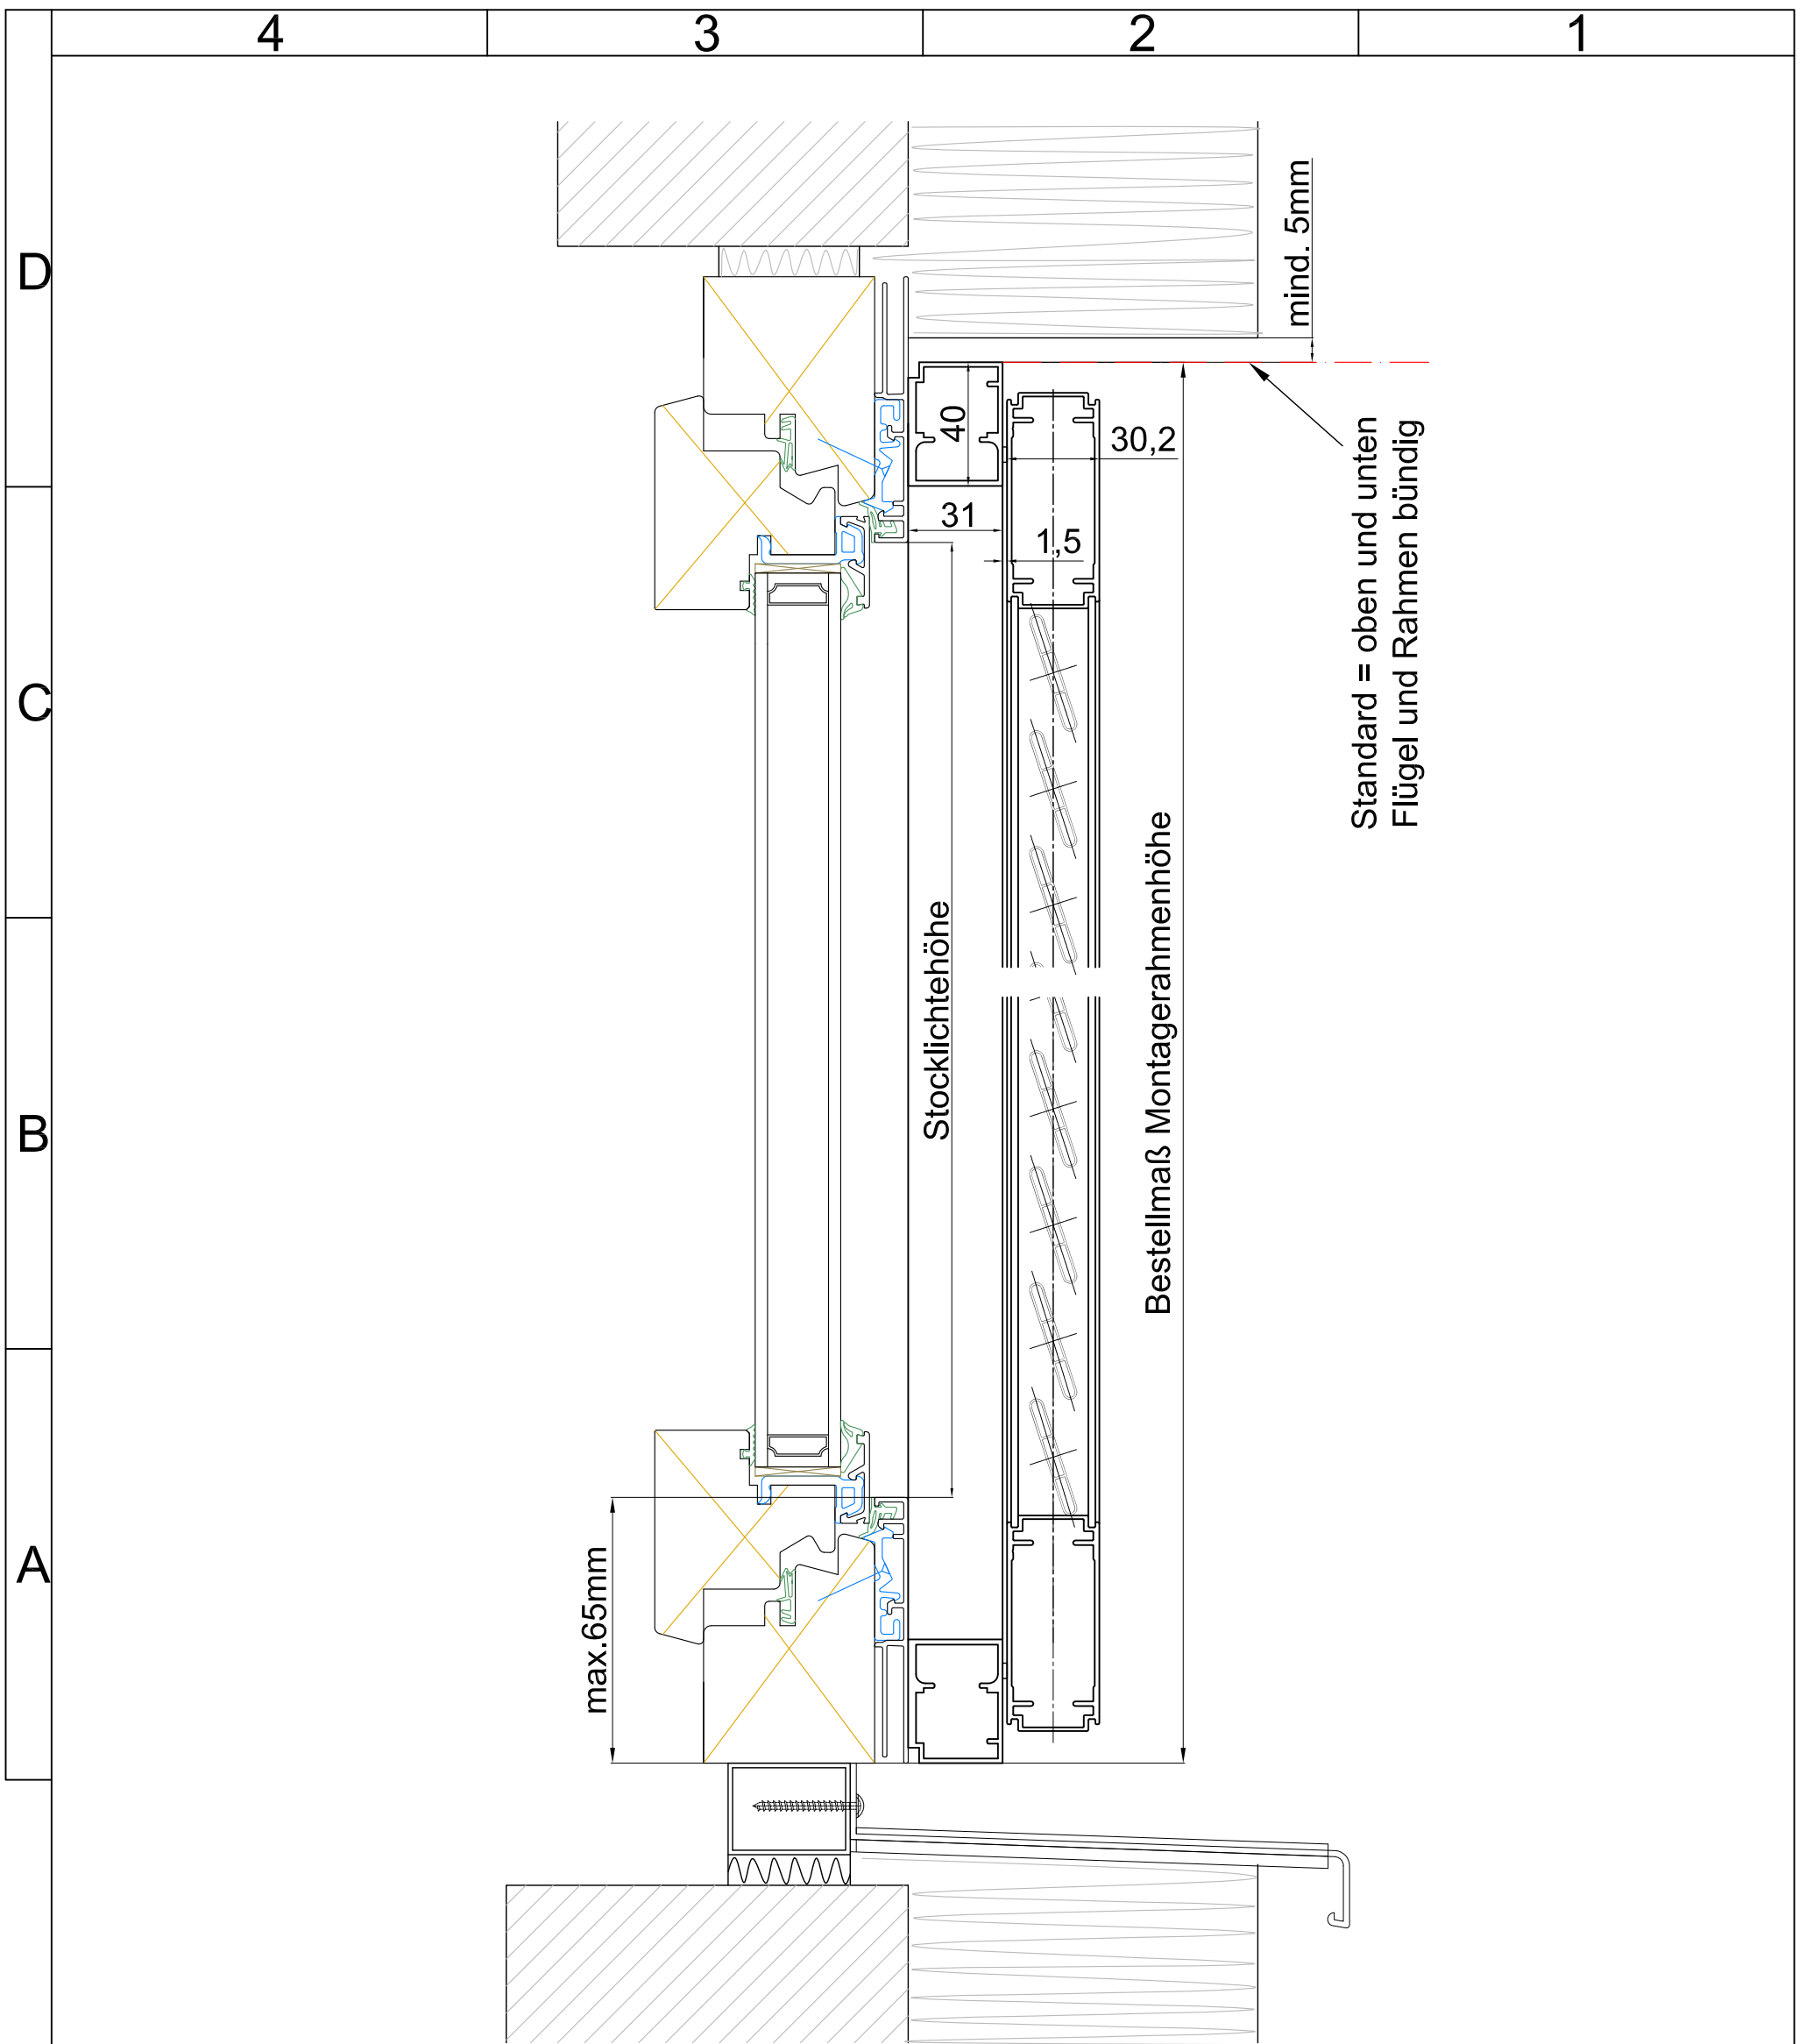 4
3
2
1
D
C
B
A
mind. 5mm
40
30,2
31
1,5
Standard = oben und unten
Flügel und Rahmen bündig
Stocklichtehöhe
Bestellmaß Montagerahmenhöhe
max.65mm